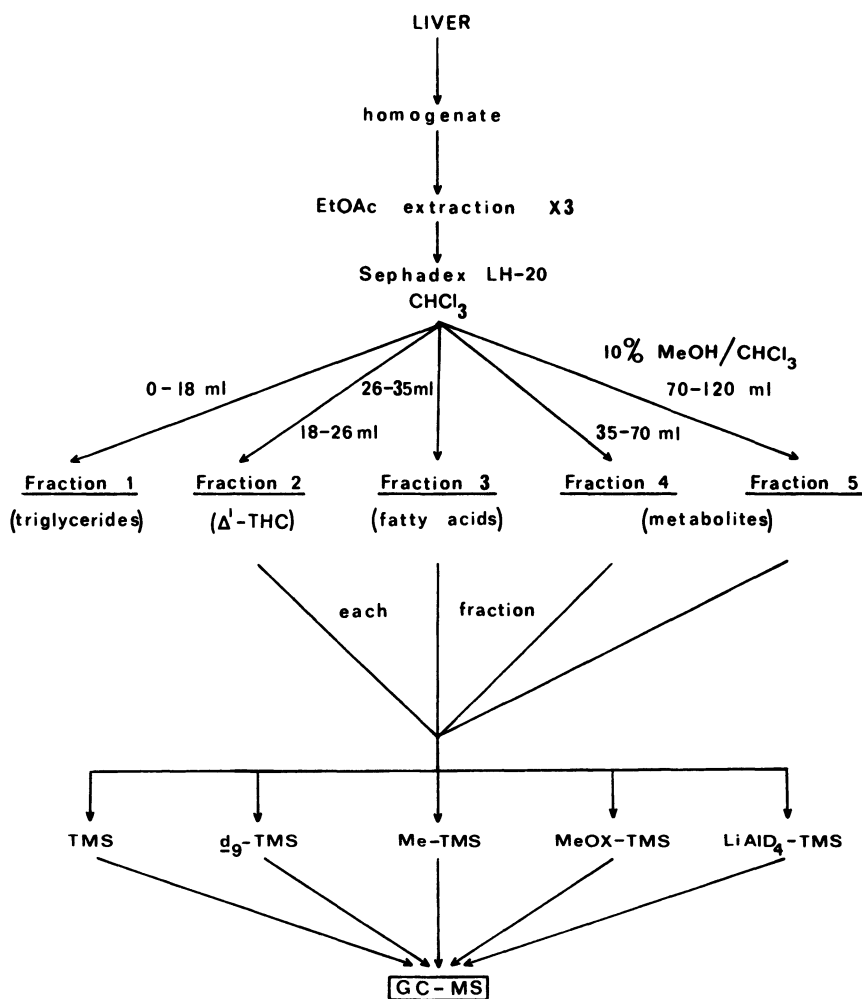 LIVER
homogenate
EtOAc extraction X3
Sephadex LH-20
CHCl3
10% MeOH/CHCl3
0-18 ml
26-35ml
70-120 ml
18-26ml
35-70 ml
Fraction 1
Fraction 2
Fraction 3
Fraction 4
Fraction 5
(triglycerides)
(Δ¹-THC)
(fatty acids)
(metabolites)
each fraction
TMS
d9-TMS
Me-TMS
MeOX-TMS
LiAlD4-TMS
GC-MS